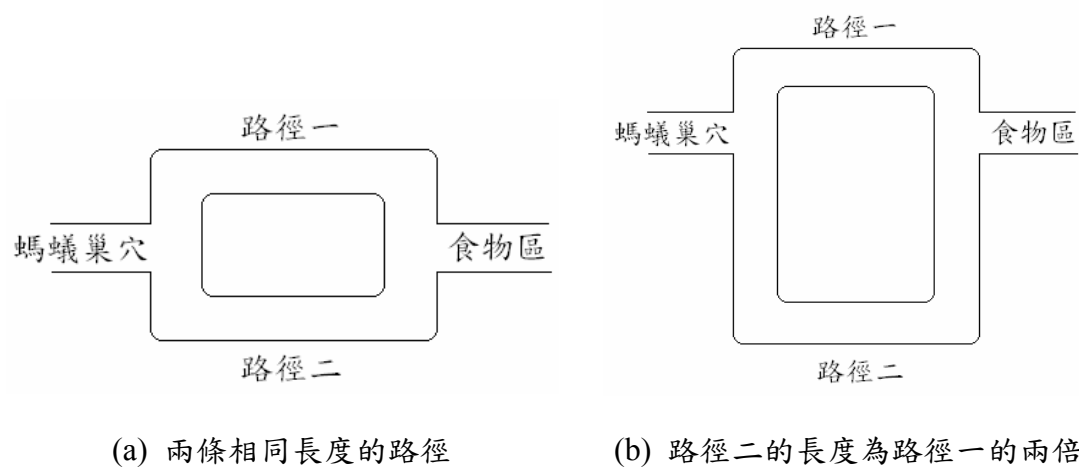 路徑一
螞蟻巢穴
食物區
路徑二
(a) 兩條相同長度的路徑
路徑一
螞蟻巢穴
食物區
路徑二
(b) 路徑二的長度為路徑一的兩倍